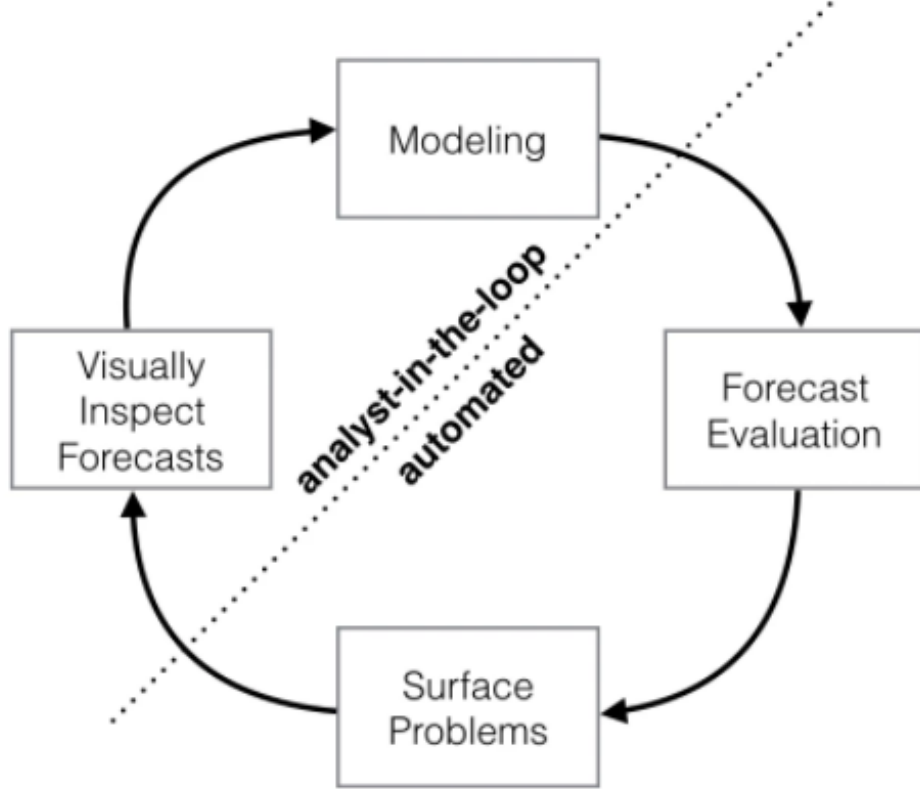 Modeling
analyst-in-the-loop
automated
Visually
Inspect
Forecasts
Forecast
Evaluation
Surface
Problems